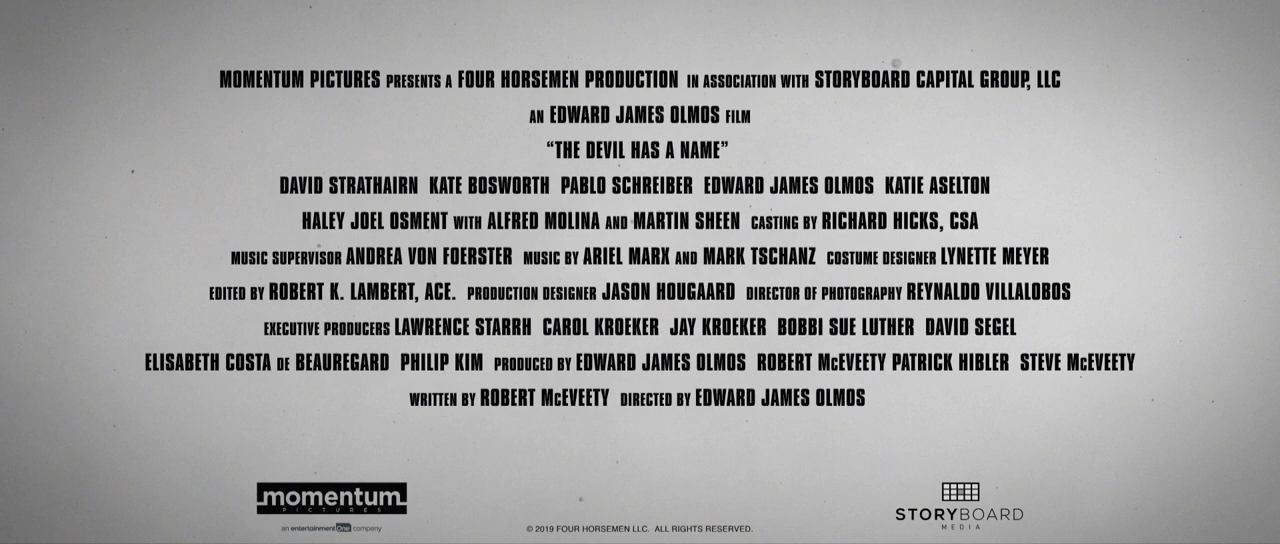 MOMENTUM PICTURES PRESENTS A FOUR HORSEMEN PRODUCTION IN ASSOCIATION WITH STORYBOARD CAPITAL GROUP, LLC
AN EDWARD JAMES OLMOS FILM
“THE DEVIL HAS A NAME”
DAVID STRATHAIRN KATE BOSWORTH PABLO SCHREIBER EDWARD JAMES OLMOS KATIE ASELTON
HALEY JOEL OSMENT WITH ALFRED MOLINA AND MARTIN SHEEN CASTING BY RICHARD HICKS, CSA
MUSIC SUPERVISOR ANDREA VON FOERSTER MUSIC BY ARIEL MARX AND MARK TSCHANZ COSTUME DESIGNER LYNETTE MEYER
EDITED BY ROBERT K. LAMBERT, ACE. PRODUCTION DESIGNER JASON HOUGAARD DIRECTOR OF PHOTOGRAPHY REYNALDO VILLALOBOS
EXECUTIVE PRODUCERS LAWRENCE STARRH CAROL KROEKER JAY KROEKER BOBBI SUE LUTHER DAVID SEGEL
ELISABETH COSTA DE BEAUREGARD PHILIP KIM PRODUCED BY EDWARD JAMES OLMOS ROBERT McEVEETY PATRICK HIBLER STEVE McEVEETY
WRITTEN BY ROBERT McEVEETY DIRECTED BY EDWARD JAMES OLMOS
momentum
PICTURES
an entertainmentOne company
© 2019 FOUR HORSEMEN LLC. ALL RIGHTS RESERVED.
STORYBOARD
MEDIA